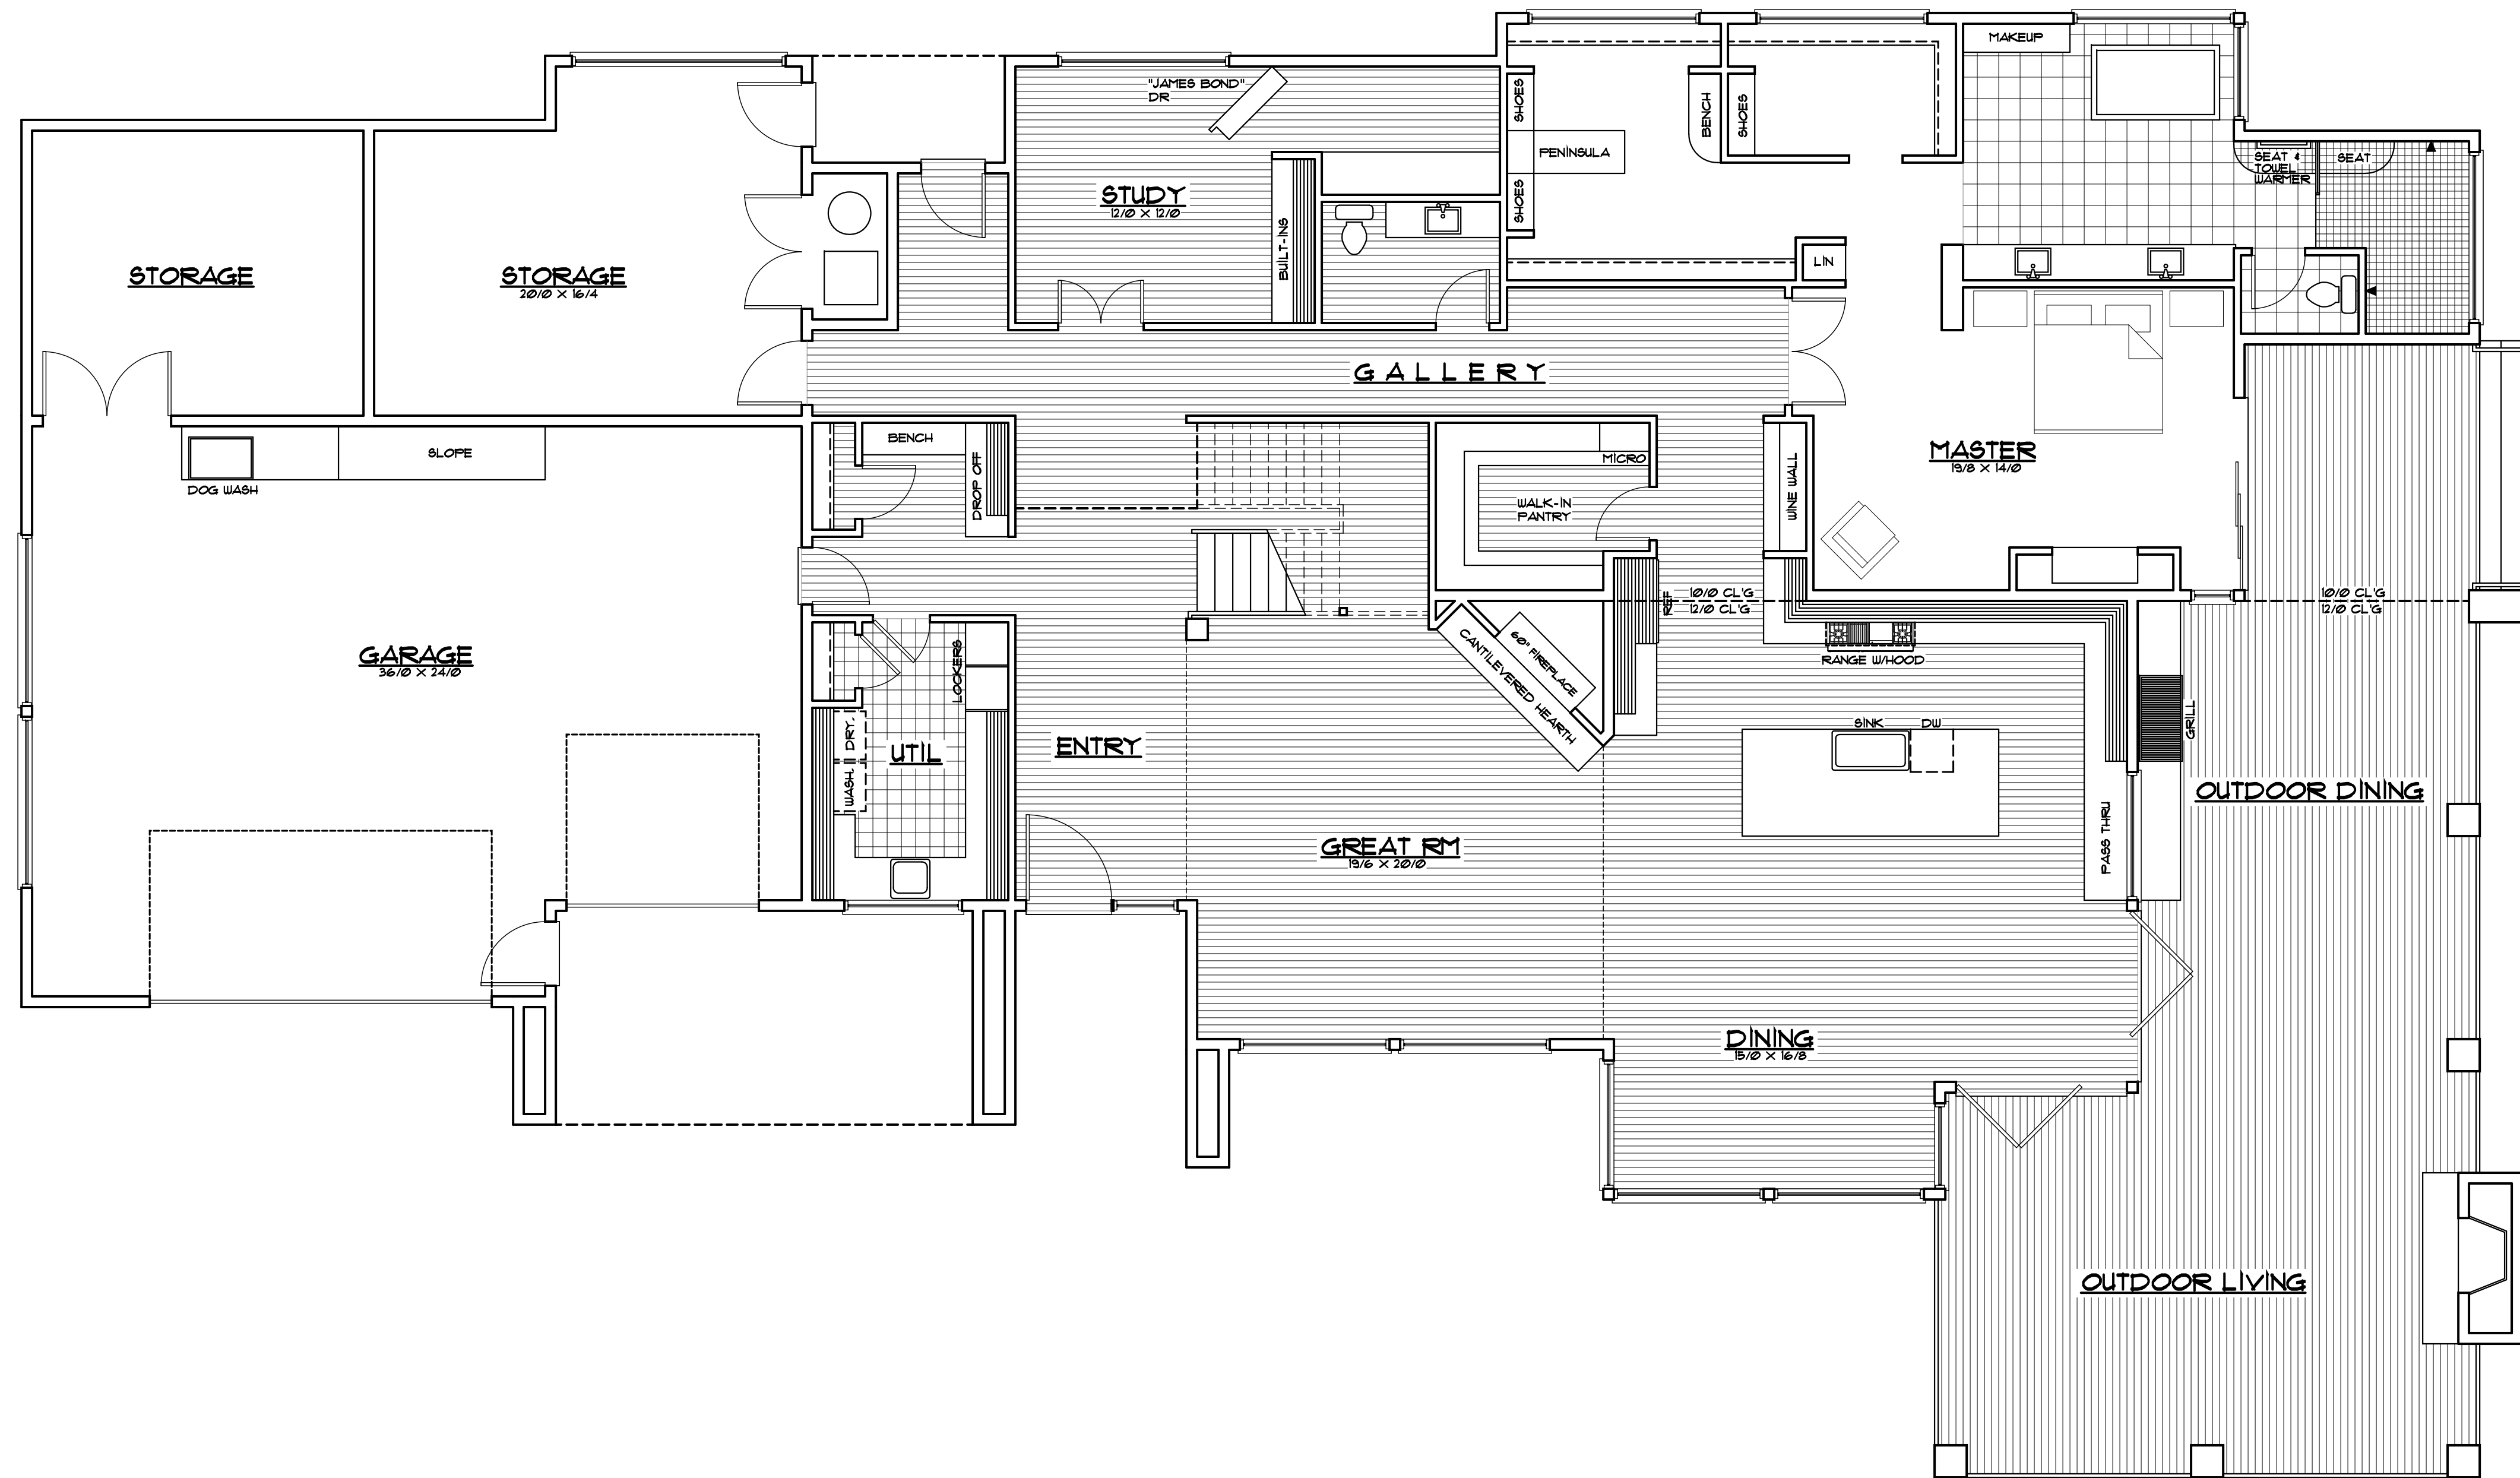 MAKEUP
"JAMES BOND"
DR
SHOES
BENCH
SHOES
PENINSULA
SEAT &
TOWEL
WARMER
SEAT
STUDY
12/0 X 12/0
SHOES
BUILT-INS
LIN
STORAGE
STORAGE
20/0 X 16/4
GALLERY
BENCH
SLOPE
DROP OFF
DOG WASH
MICRO
WALK-IN
PANTRY
WINE WALL
MASTER
19/8 X 14/0
REF
10/0 CL'G
12/0 CL'G
10/0 CL'G
12/0 CL'G
GARAGE
36/0 X 24/0
LOCKERS
60" FIREPLACE
CANTILEVERED HEARTH
RANGE W/HOOD
SINK
DW
GRILL
WASH.
DRY.
UTIL
ENTRY
OUTDOOR DINING
PASS THRU
GREAT RM
19/6 X 20/0
DINING
15/0 X 16/8
OUTDOOR LIVING